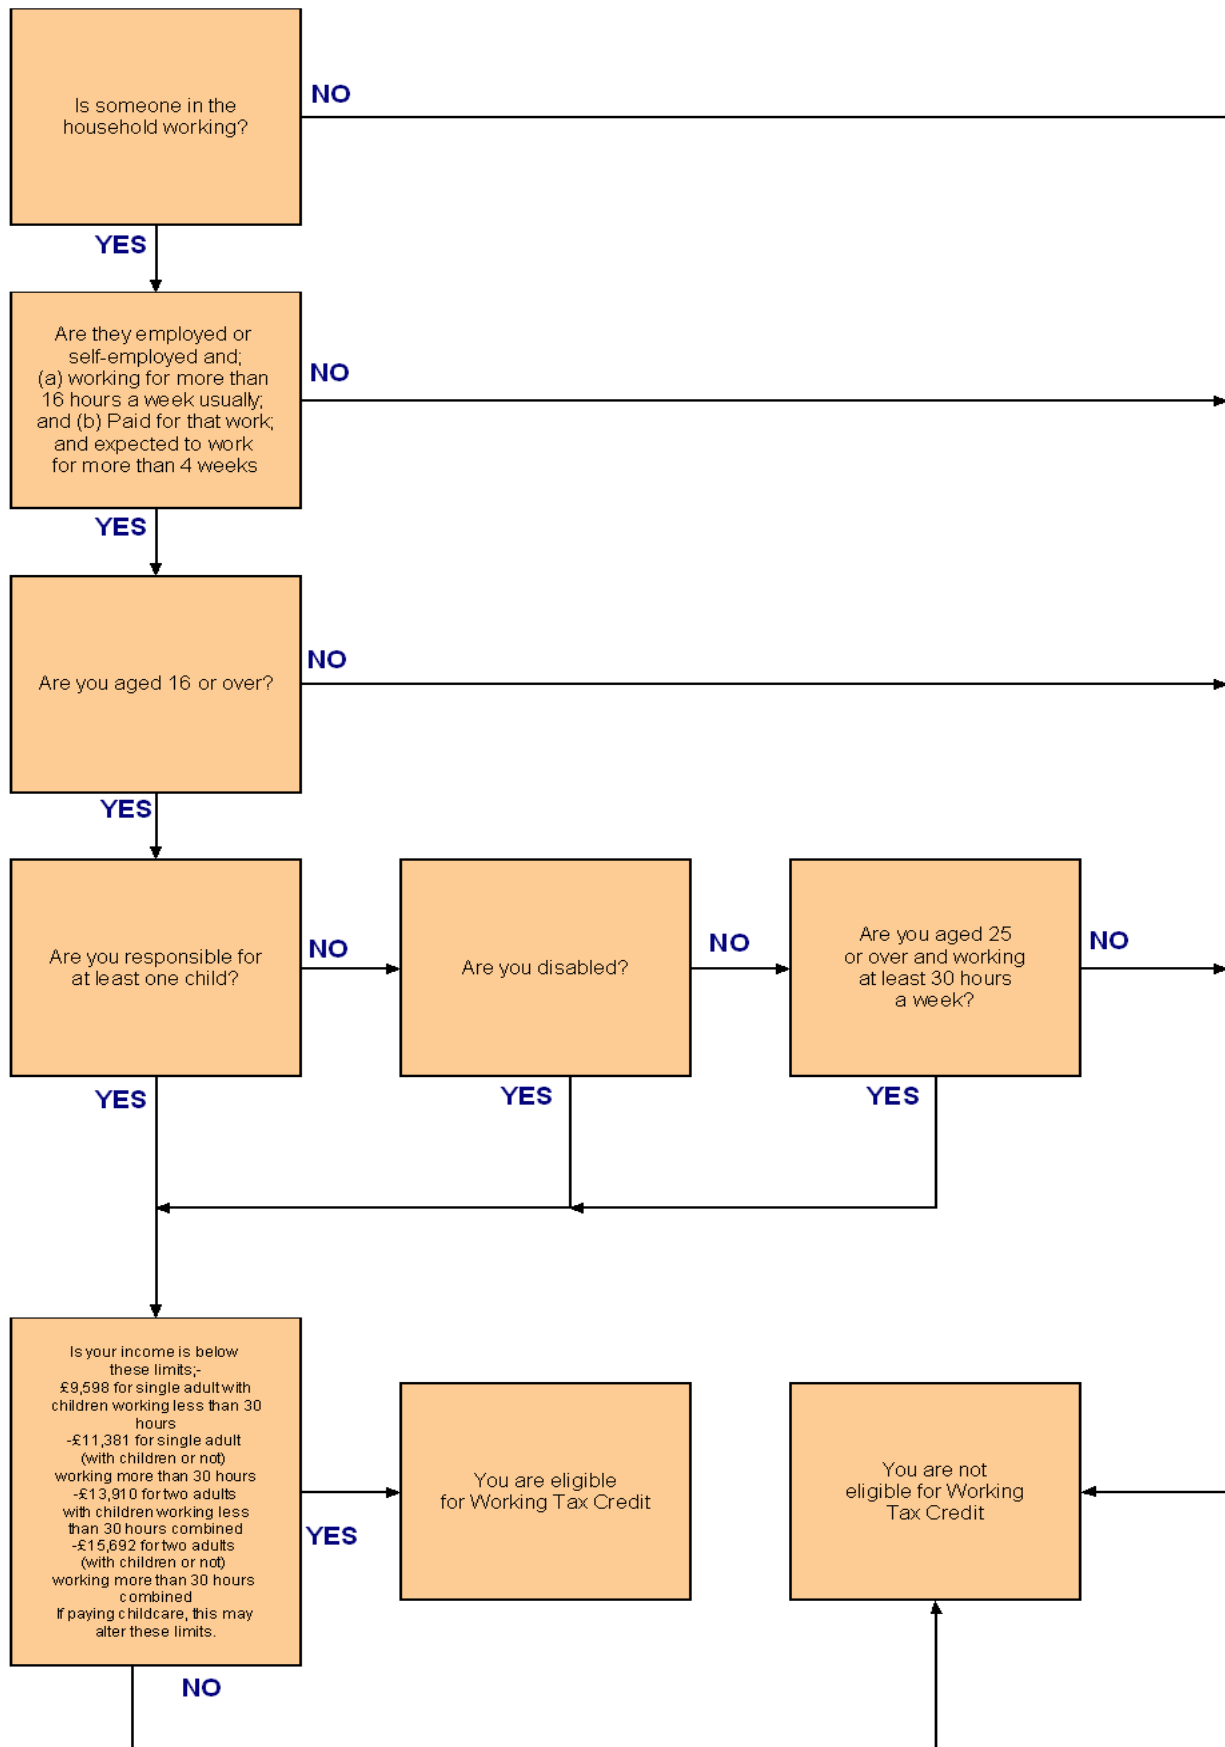 Is someone in the
household working?
NO
YES
Are they employed or
self-employed and;
(a) working for more than
16 hours a week usually;
and (b) Paid for that work;
and expected to work
for more than 4 weeks
NO
YES
Are you aged 16 or over?
NO
YES
Are you responsible for
at least one child?
NO
YES
Are you disabled?
NO
YES
Are you aged 25
or over and working
at least 30 hours
a week?
NO
YES
Is your income is below
these limits;-
£9,598 for single adult with
children working less than 30
hours
-£11,381 for single adult
(with children or not)
working more than 30 hours
-£13,910 for two adults
with children working less
than 30 hours combined
-£15,692 for two adults
(with children or not)
working more than 30 hours
combined
If paying childcare, this may
alter these limits.
YES
NO
You are eligible
for Working Tax Credit
You are not
eligible for Working
Tax Credit